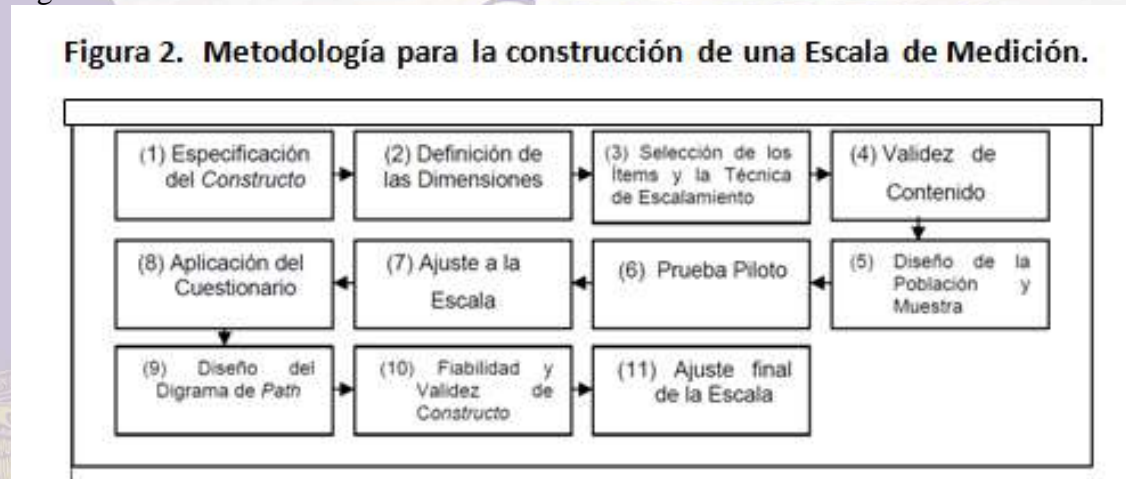 Figura 2. Metodología para la construcción de una Escala de Medición.
(1) Especificación
del Constructo
(2) Definición de
las Dimensiones
(3) Selección de los
Ítems y la Técnica
de Escalamiento
(4) Validez de
Contenido
(5) Diseño de la
Población y
Muestra
(6) Prueba Piloto
(7) Ajuste a la
Escala
(8) Aplicación del
Cuestionario
(9) Diseño del
Digrama de Path
(10) Fiabilidad y
Validez de
Constructo
(11) Ajuste final
de la Escala